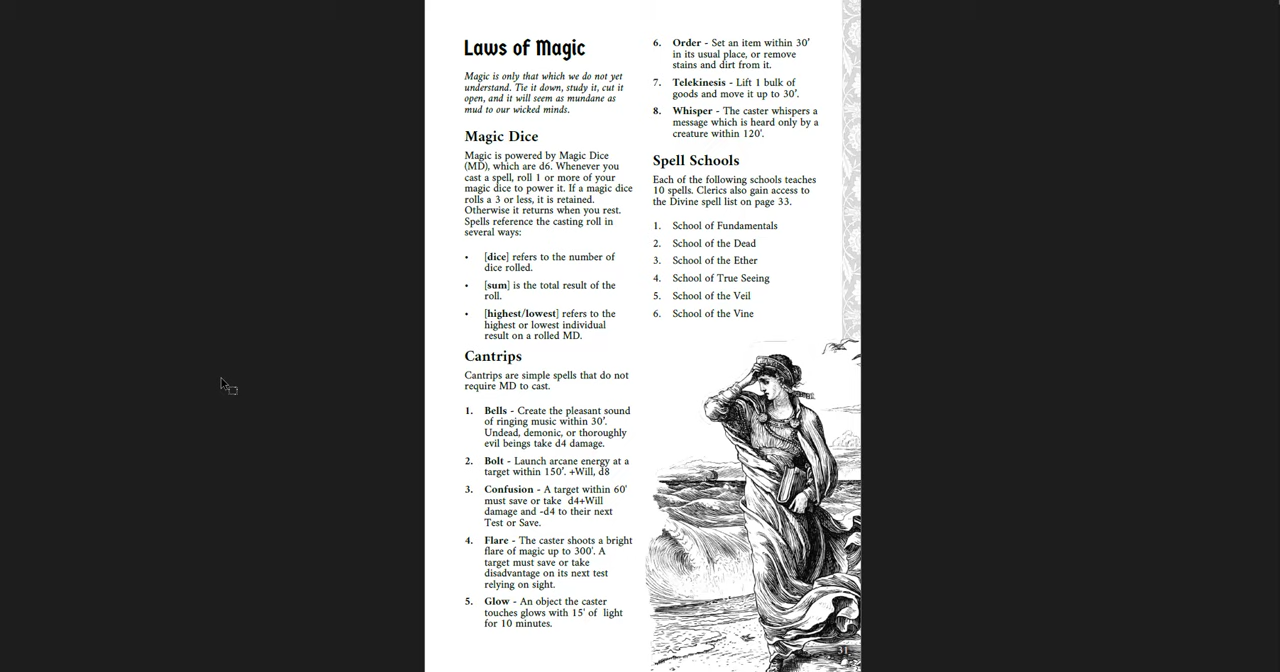 Laws of Magic
Magic is only that which we do not yet
understand. Tie it down, study it, cut it
open, and it will seem as mundane as
mud to our wicked minds.
Magic Dice
Magic is powered by Magic Dice
(MD), which are d6. Whenever you
cast a spell, roll 1 or more of your
magic dice to power it. If a magic dice
rolls a 3 or less, it is retained.
Otherwise it returns when you rest.
Spells reference the casting roll in
several ways:
• [dice] refers to the number of
dice rolled.
• [sum] is the total result of the
roll.
• [highest/lowest] refers to the
highest or lowest individual
result on a rolled MD.
Cantrips
Cantrips are simple spells that do not
require MD to cast.
1. Bells - Create the pleasant sound
of ringing music within 30’.
Undead, demonic, or thoroughly
evil beings take d4 damage.
2. Bolt - Launch arcane energy at a
target within 150’. +Will, d8
3. Confusion - A target within 60'
must save or take d4+Will
damage and -d4 to their next
Test or Save.
4. Flare - The caster shoots a bright
flare of magic up to 300'. A
target must save or take
disadvantage on its next test
relying on sight.
5. Glow - An object the caster
touches glows with 15' of light
for 10 minutes.
6. Order - Set an item within 30’
in its usual place, or remove
stains and dirt from it.
7. Telekinesis - Lift 1 bulk of
goods and move it up to 30’.
8. Whisper - The caster whispers a
message which is heard only by a
creature within 120'.
Spell Schools
Each of the following schools teaches
10 spells. Clerics also gain access to
the Divine spell list on page 33.
1. School of Fundamentals
2. School of the Dead
3. School of the Ether
4. School of True Seeing
5. School of the Veil
6. School of the Vine
31